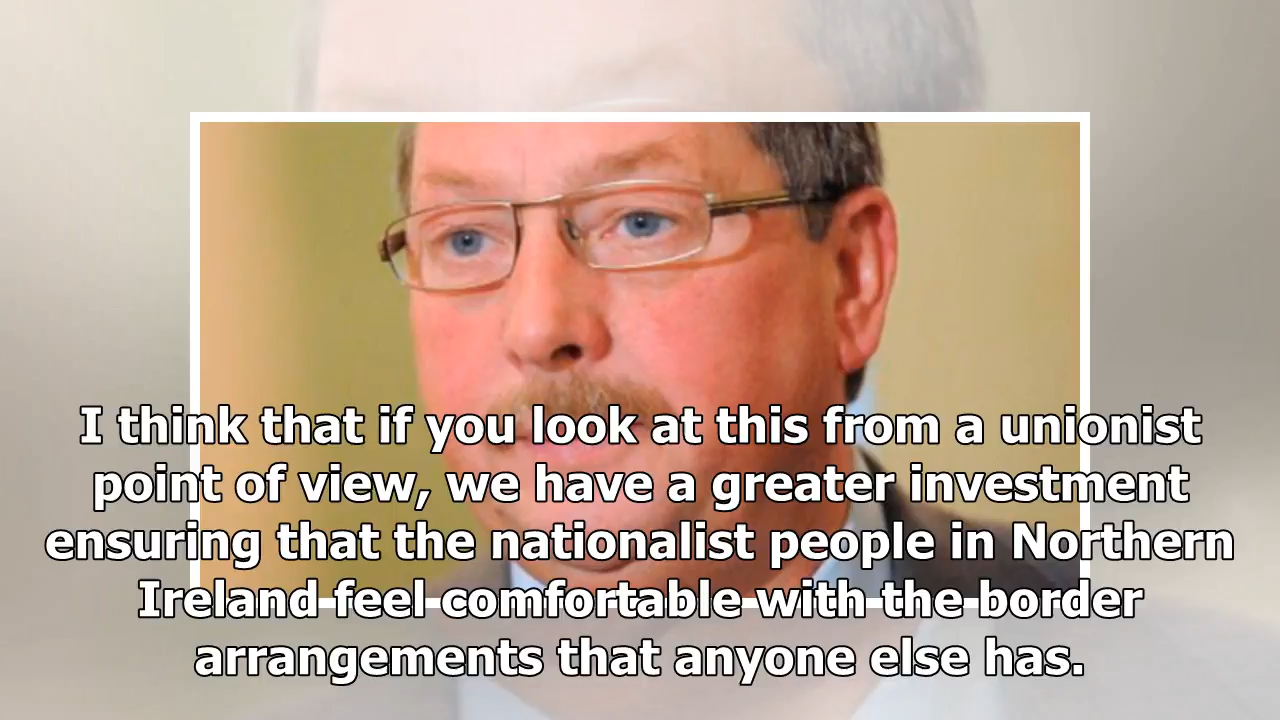 I think that if you look at this from a unionist
point of view, we have a greater investment
ensuring that the nationalist people in Northern
Ireland feel comfortable with the border
arrangements that anyone else has.